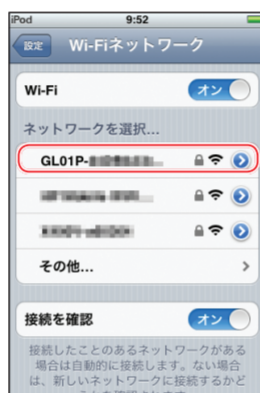 iPod 9:52
設定 Wi-Fiネットワーク
Wi-Fi オン
ネットワークを選択...
GL01P-
その他...
接続を確認 オン
接続したことのあるネットワークがある
場合は自動的に接続します。ない場合
は、新しいネットワークに接続するかど